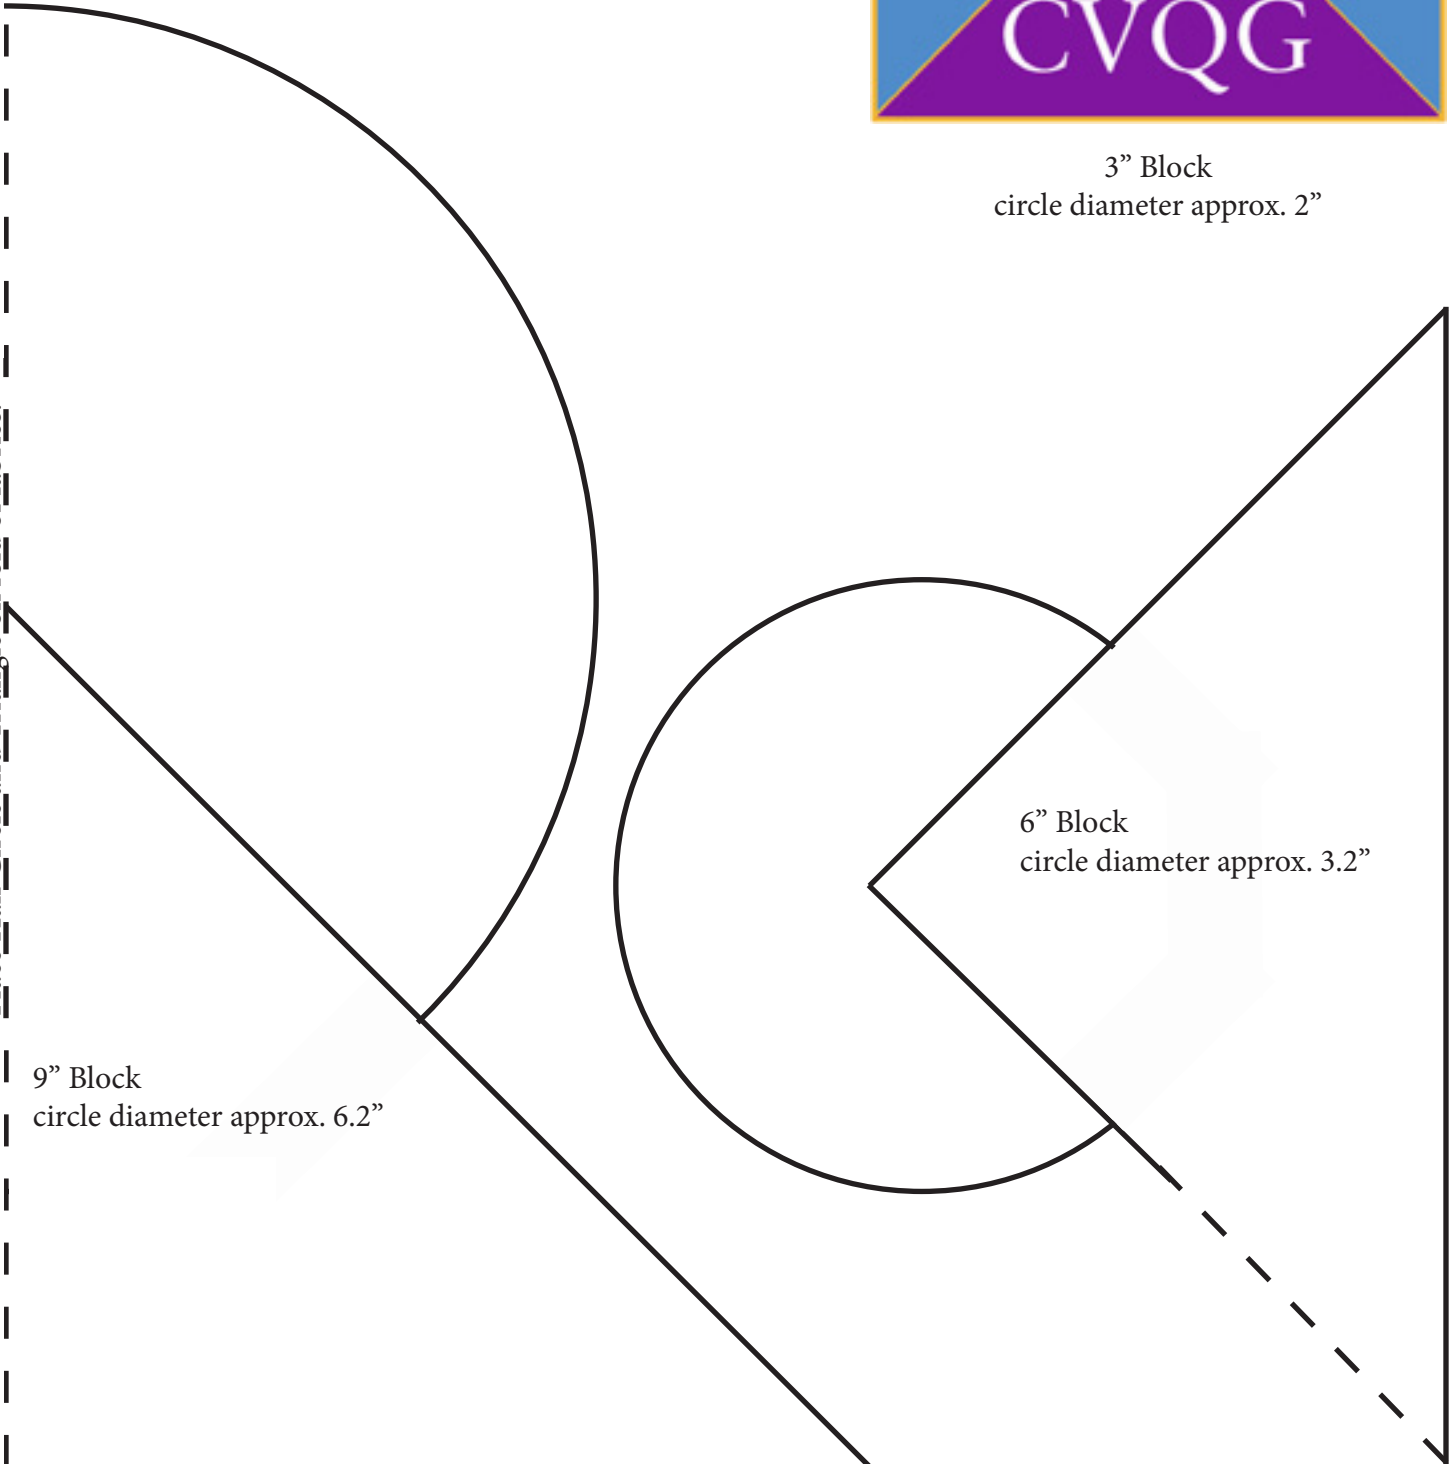 CVQG
3” Block
circle diameter approx. 2”
6” Block
circle diameter approx. 3.2”
9” Block
circle diameter approx. 6.2”